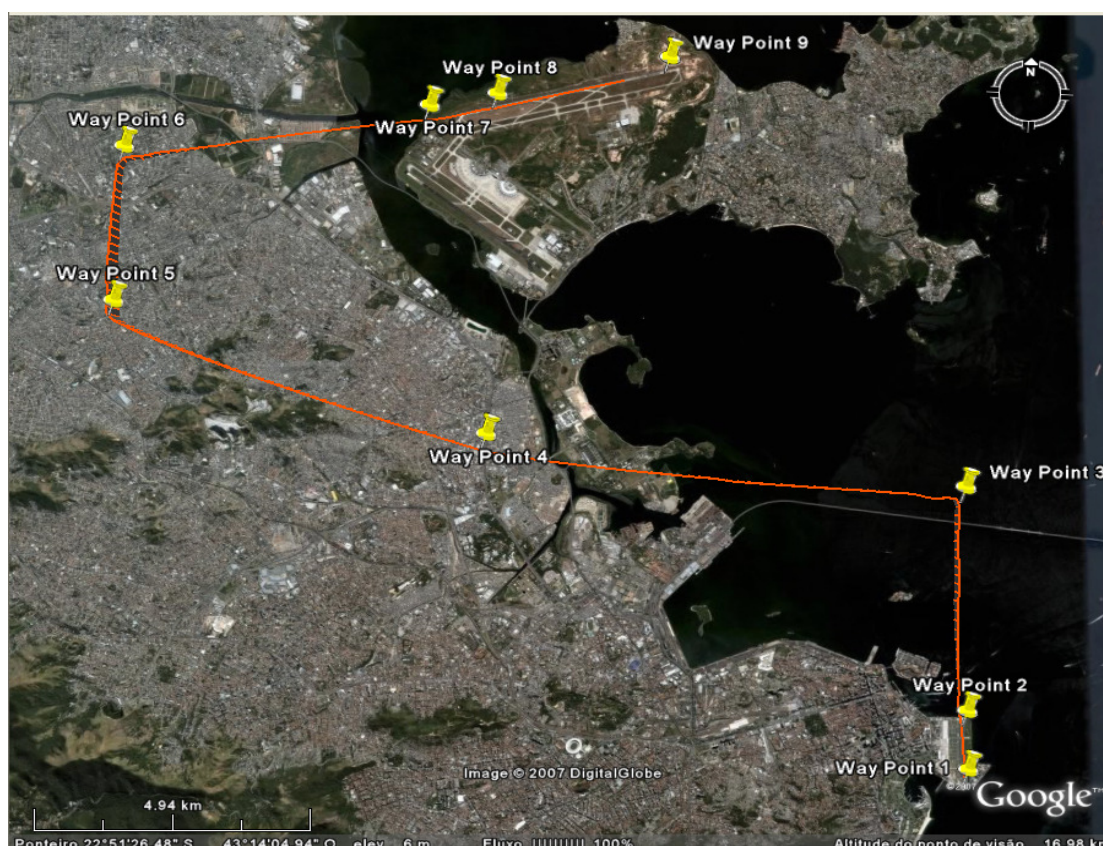 Way Point 9
Way Point 8
Way Point 7
Way Point 6
N
Way Point 5
Way Point 4
Way Point 3
Way Point 2
Way Point 1
Image © 2007 DigitalGlobe
© 2007
Google™
4.94 km
Ponteiro 22°51'26.48" S 43°14'04.94" O elev 6 m Fluxo ||||||||| 100% Altitude do ponto de visão 16.98 km